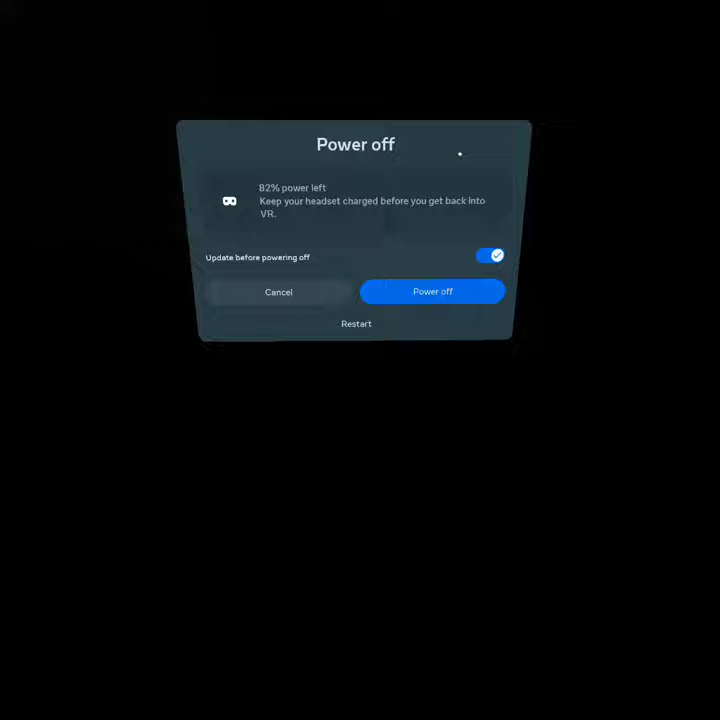 Power off
82% power left
Keep your headset charged before you get back into
VR.
Update before powering off
Cancel
Power off
Restart